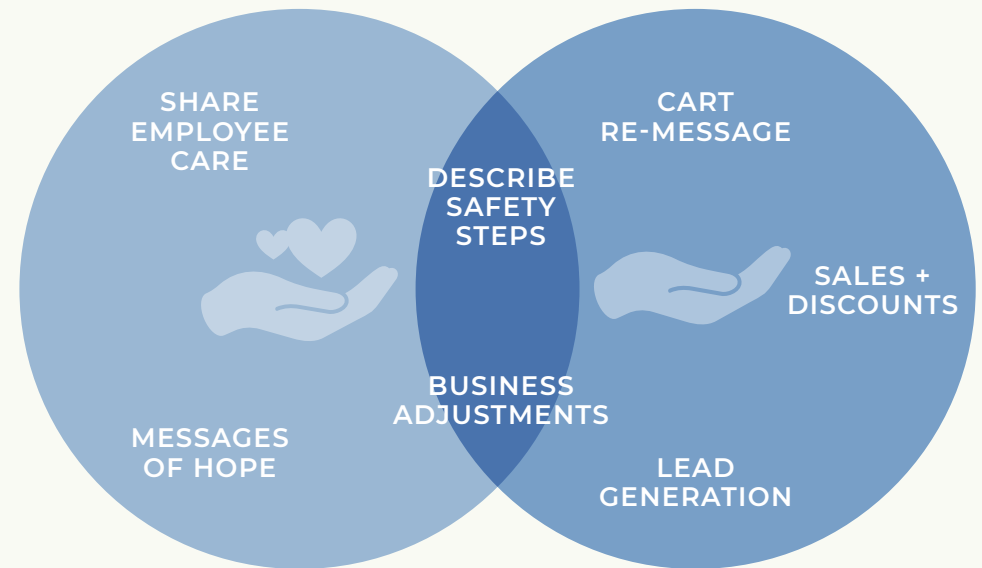 SHARE
EMPLOYEE
CARE
MESSAGES
OF HOPE
DESCRIBE
SAFETY
STEPS
BUSINESS
ADJUSTMENTS
CART
RE-MESSAGE
SALES +
DISCOUNTS
LEAD
GENERATION